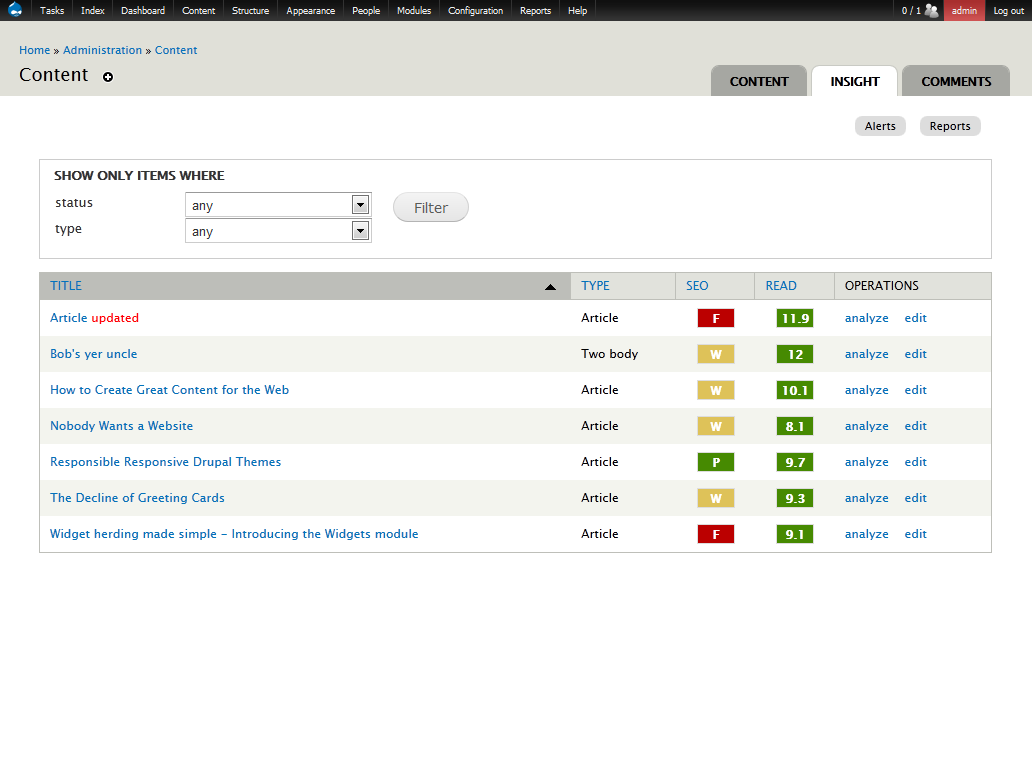 Tasks Index Dashboard Content Structure Appearance People Modules Configuration Reports Help 0 / 1 admin Log out
Home » Administration » Content
Content
CONTENT INSIGHT COMMENTS
Alerts Reports
SHOW ONLY ITEMS WHERE
status any Filter
type any
TITLE TYPE SEO READ OPERATIONS
Article updated Article F 11.9 analyze edit
Bob's yer uncle Two body W 12 analyze edit
How to Create Great Content for the Web Article W 10.1 analyze edit
Nobody Wants a Website Article W 8.1 analyze edit
Responsible Responsive Drupal Themes Article P 9.7 analyze edit
The Decline of Greeting Cards Article W 9.3 analyze edit
Widget herding made simple - Introducing the Widgets module Article F 9.1 analyze edit